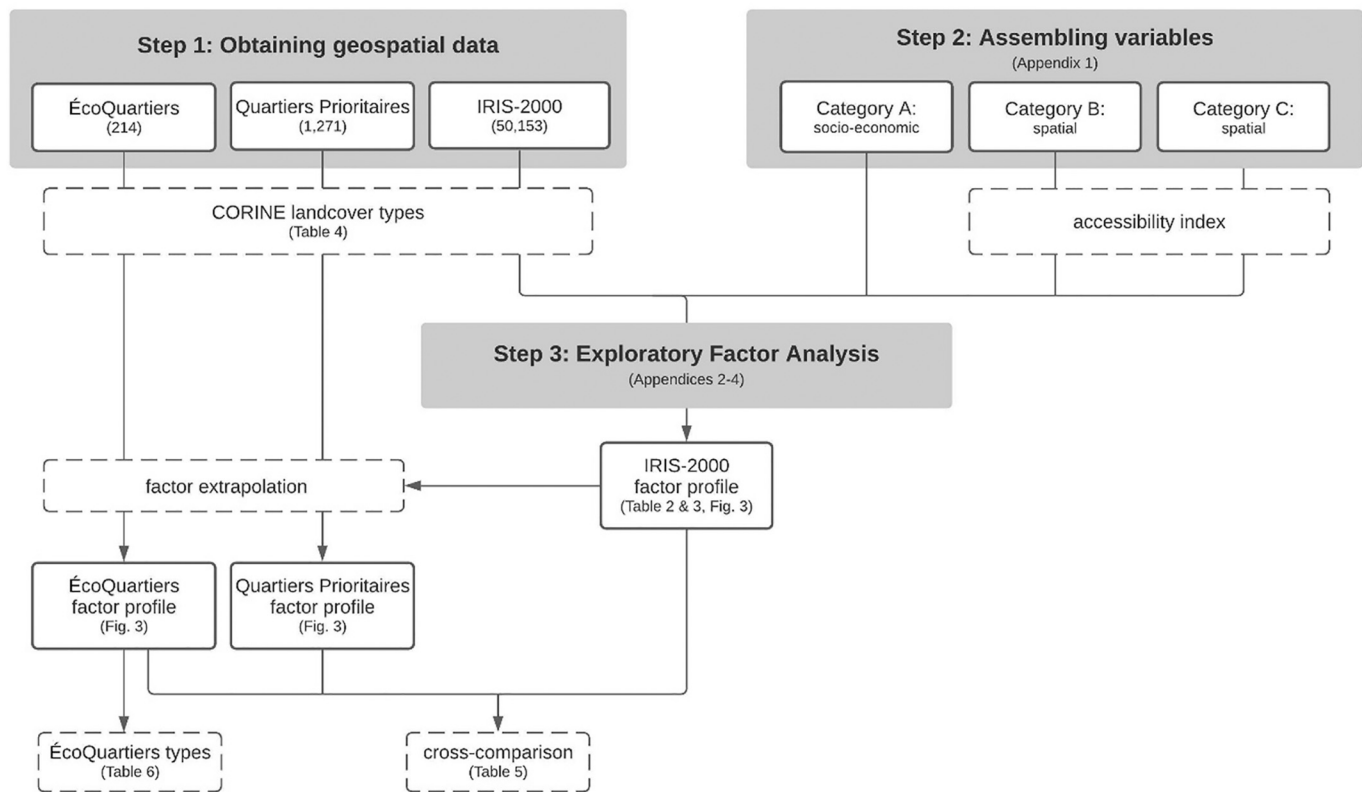 Step 1: Obtaining geospatial data
ÉcoQuartiers
(214)
Quartiers Prioritaires
(1,271)
IRIS-2000
(50,153)
Step 2: Assembling variables
(Appendix 1)
Category A:
socio-economic
Category B:
spatial
Category C:
spatial
CORINE landcover types
(Table 4)
accessibility index
Step 3: Exploratory Factor Analysis
(Appendices 2-4)
IRIS-2000
factor profile
(Table 2 & 3, Fig. 3)
factor extrapolation
ÉcoQuartiers
factor profile
(Fig. 3)
Quartiers Prioritaires
factor profile
(Fig. 3)
ÉcoQuartiers types
(Table 6)
cross-comparison
(Table 5)